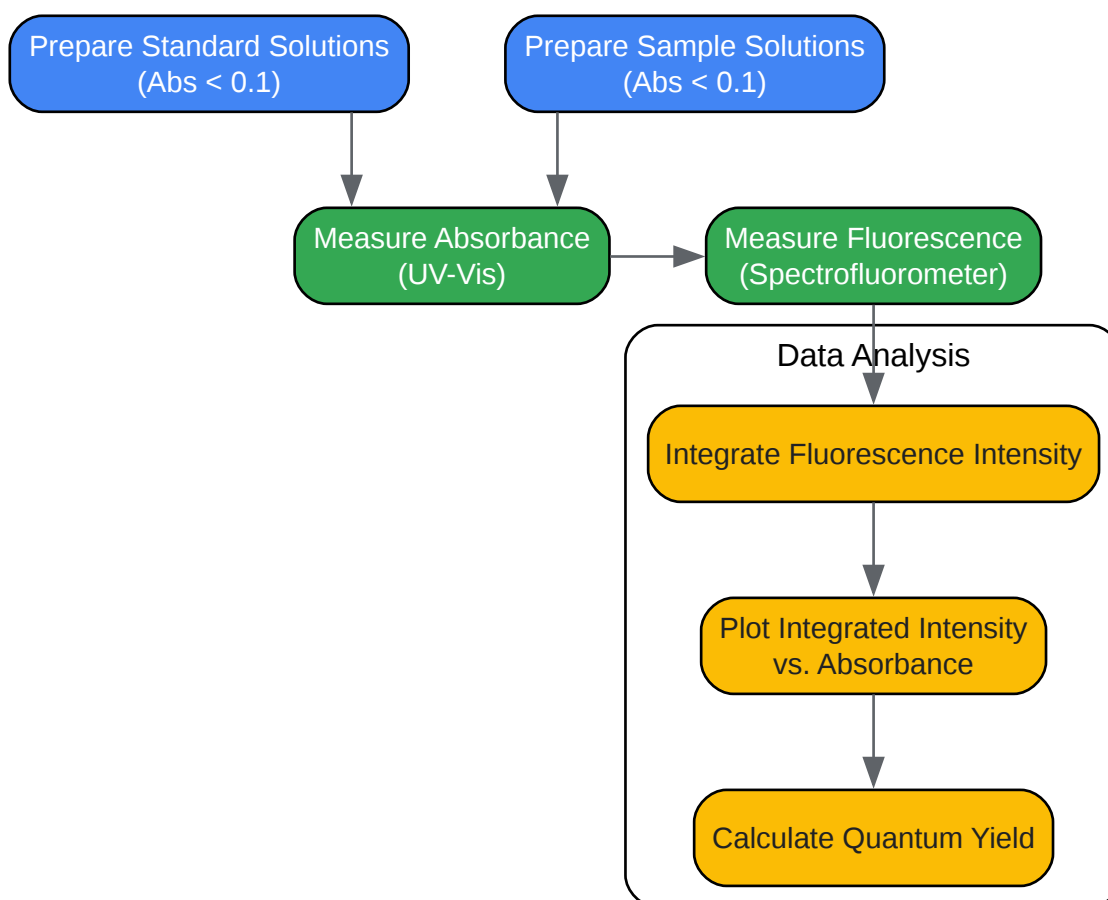 Prepare Standard Solutions
(Abs < 0.1)
Prepare Sample Solutions
(Abs < 0.1)
Measure Absorbance
(UV-Vis)
Measure Fluorescence
(Spectrofluorometer)
Data Analysis
Integrate Fluorescence Intensity
Plot Integrated Intensity
vs. Absorbance
Calculate Quantum Yield